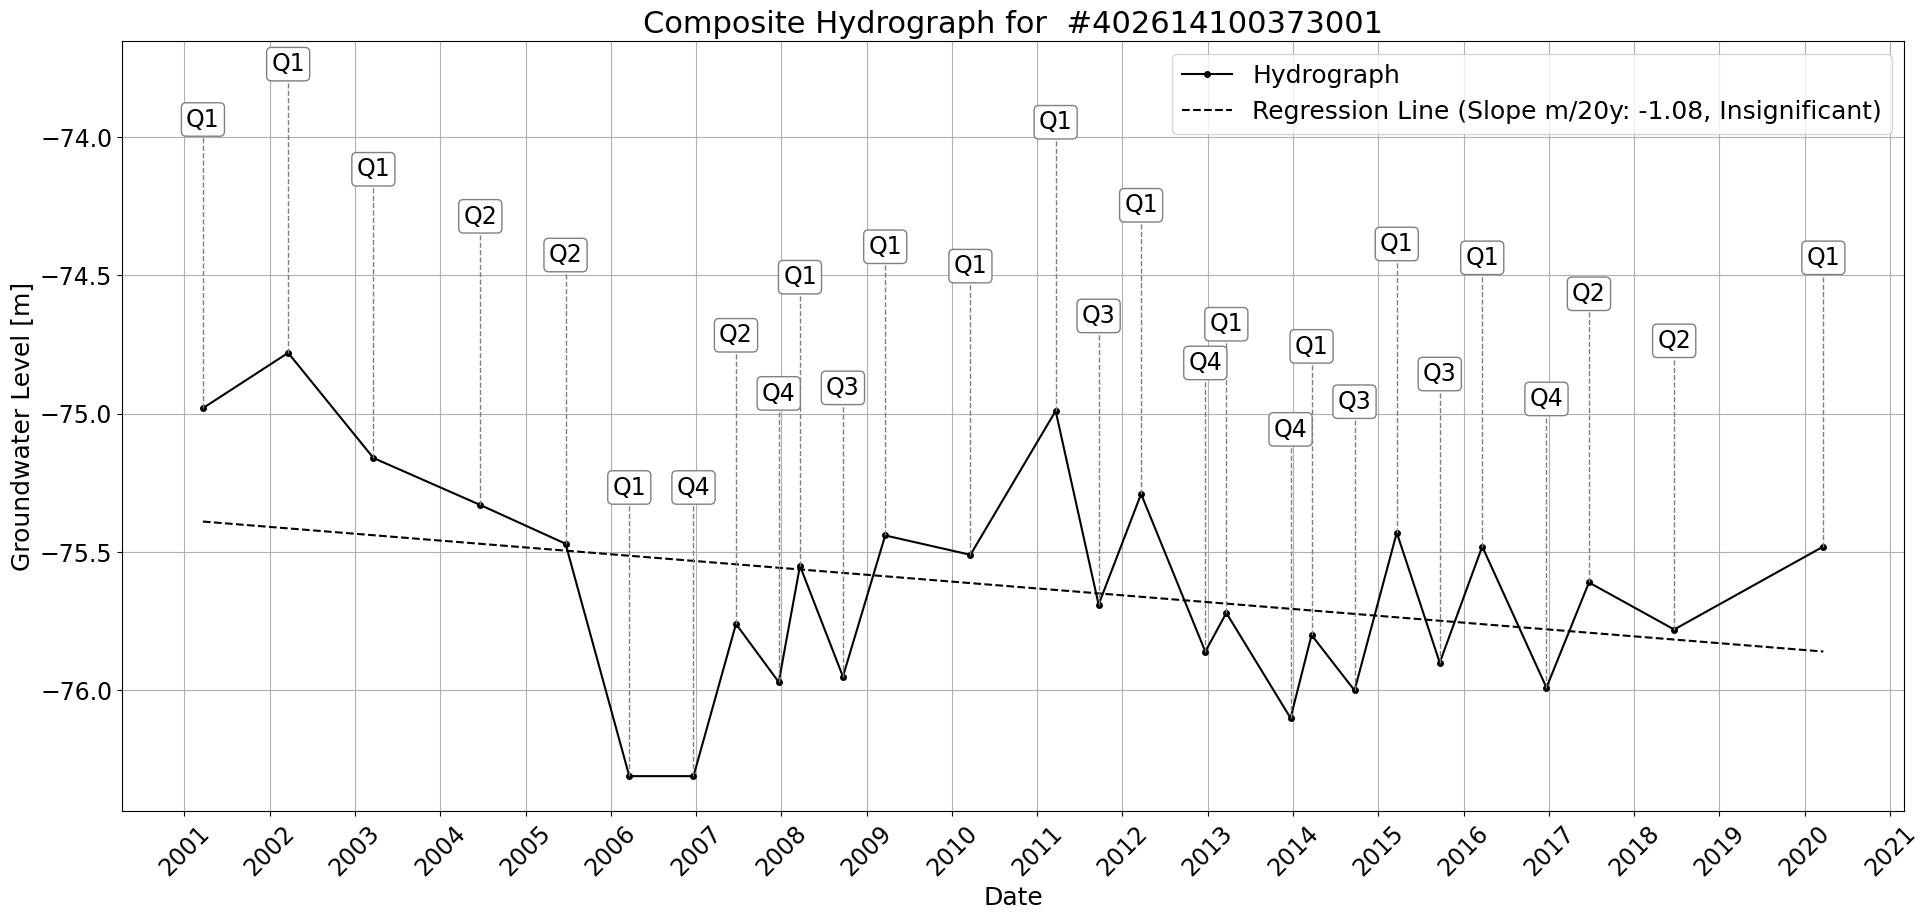 Composite Hydrograph for  #402614100373001
Hydrograph
Regression Line (Slope m/20y: -1.08, Insignificant)
Groundwater Level [m]
−74.0
−74.5
−75.0
−75.5
−76.0
Q1
Q1
Q1
Q2
Q2
Q1
Q4
Q2
Q4
Q1
Q3
Q1
Q1
Q1
Q3
Q1
Q4
Q1
Q4
Q1
Q3
Q1
Q3
Q1
Q4
Q2
Q2
Q1
2001
2002
2003
2004
2005
2006
2007
2008
2009
2010
2011
2012
2013
2014
2015
2016
2017
2018
2019
2020
2021
Date